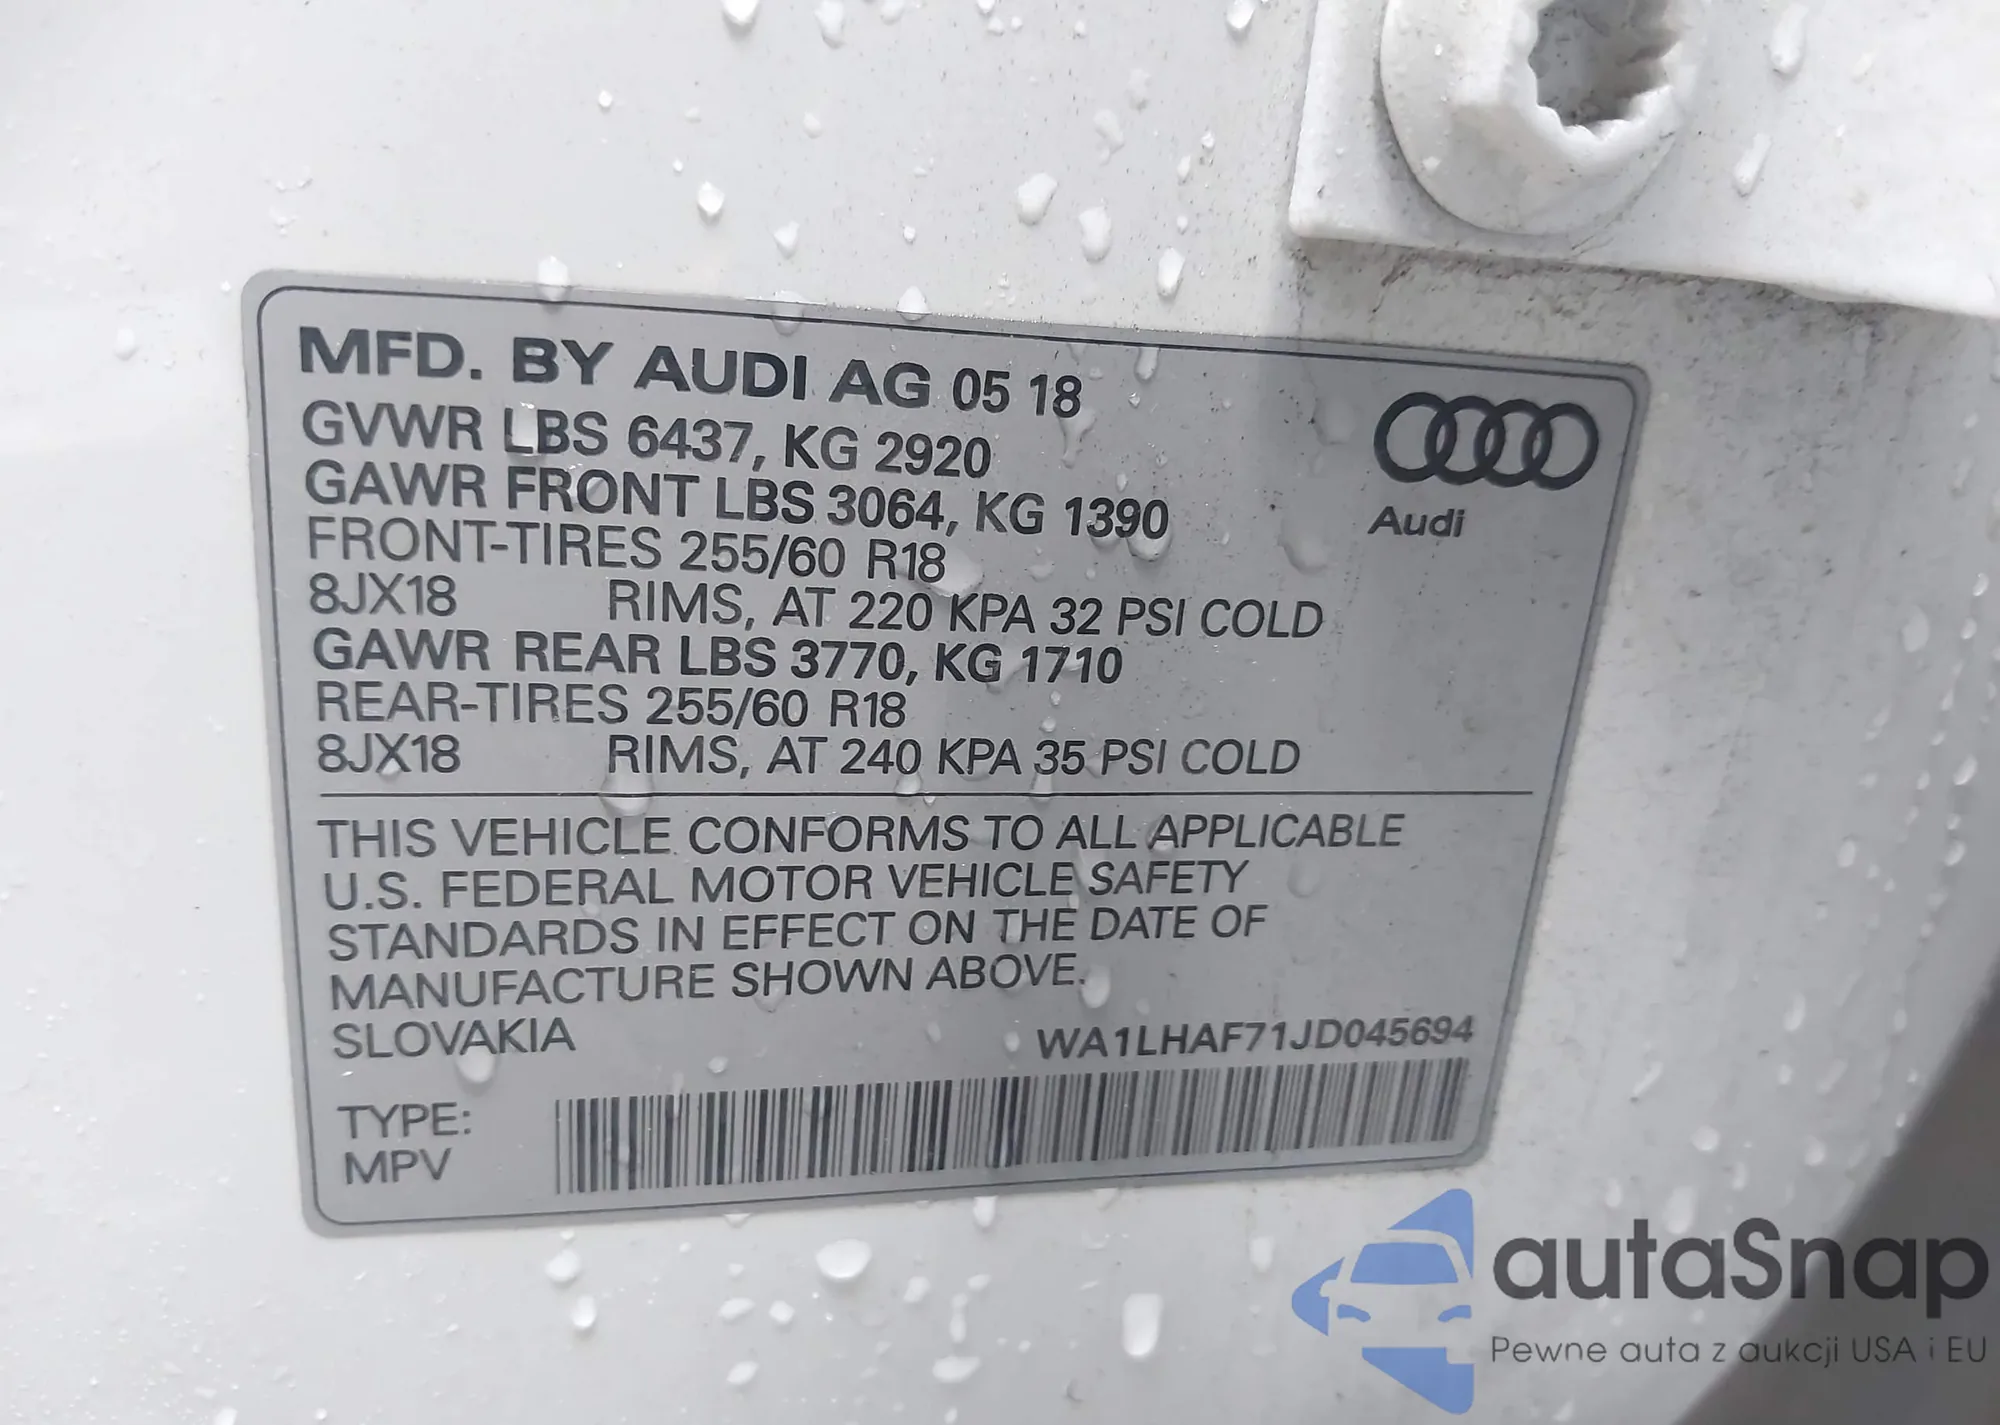 MFD. BY AUDI AG 05 18
GVWR LBS 6437, KG 2920
GAWR FRONT LBS 3064, KG 1390
FRONT-TIRES 255/60 R18
8JX18 RIMS, AT 220 KPA 32 PSI COLD
GAWR REAR LBS 3770, KG 1710
REAR-TIRES 255/60 R18
8JX18 RIMS, AT 240 KPA 35 PSI COLD
Audi
THIS VEHICLE CONFORMS TO ALL APPLICABLE
U.S. FEDERAL MOTOR VEHICLE SAFETY
STANDARDS IN EFFECT ON THE DATE OF
MANUFACTURE SHOWN ABOVE.
SLOVAKIA WA1LHAF71JD045694
TYPE:
MPV
autaSnap
Pewne auta z aukcji USA i EU